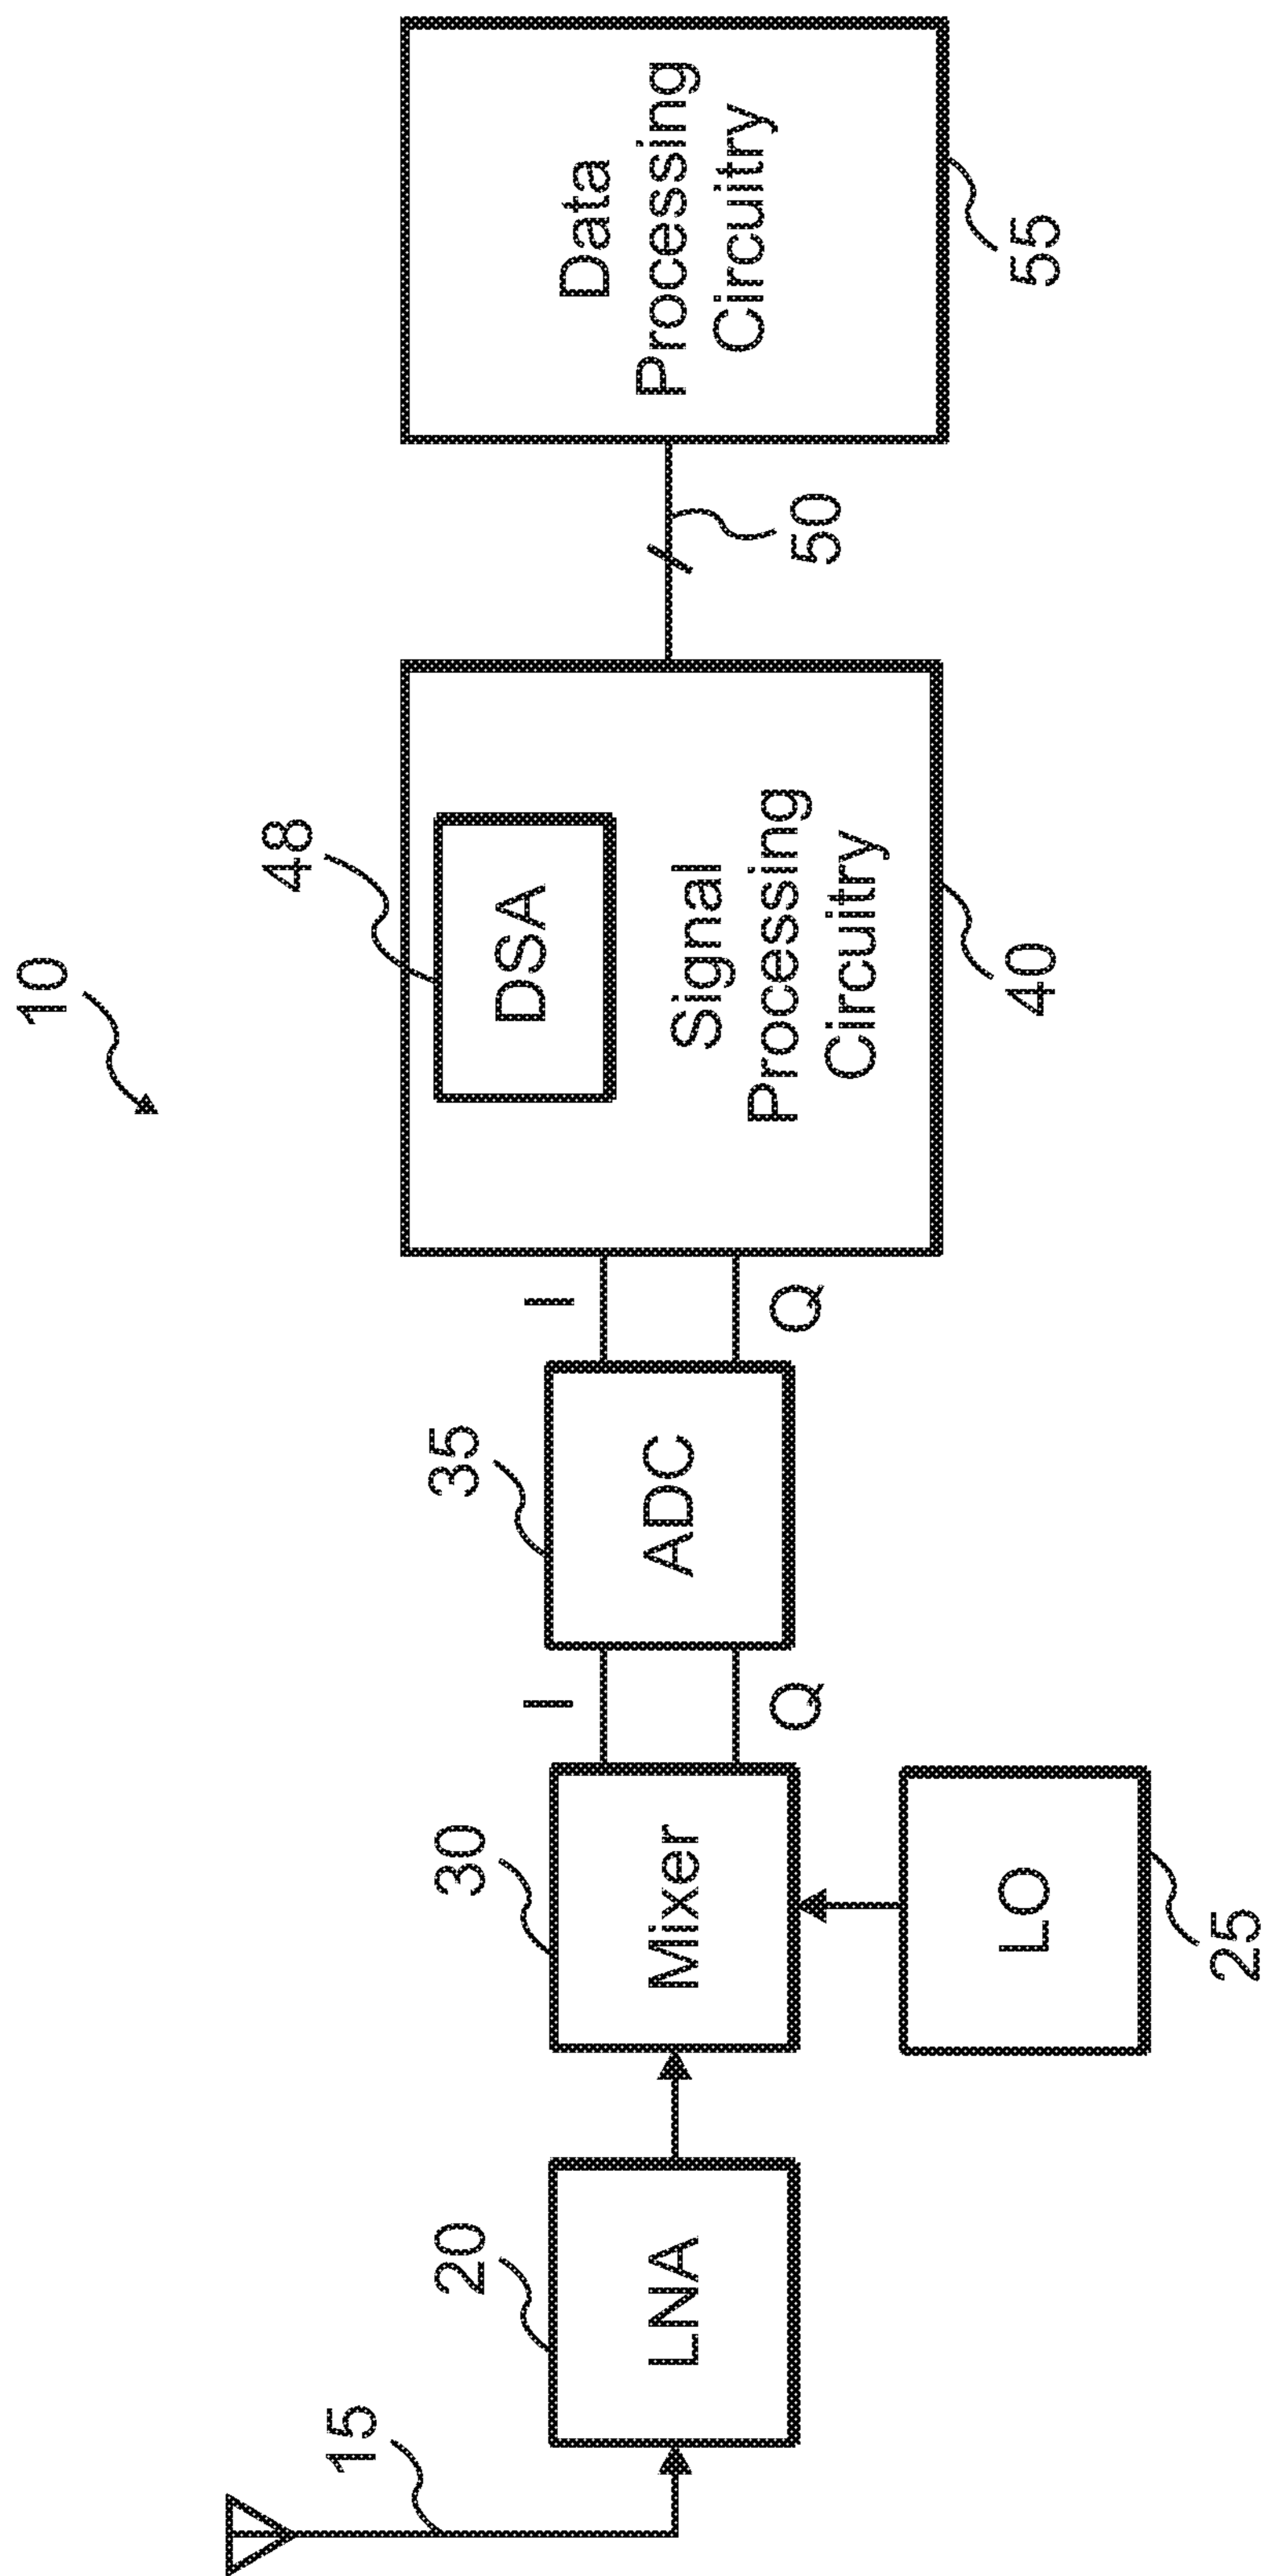 10
15
20
LNA
30
Mixer
LO
25
I
Q
35
ADC
I
Q
48
DSA
Signal
Processing
Circuitry
40
50
Data
Processing
Circuitry
55